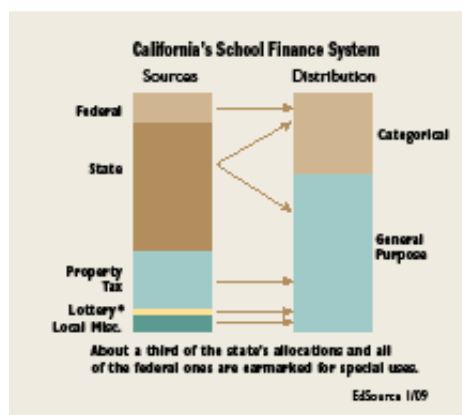 California's School Finance System
Sources
Distribution
Federal
Categorical
State
General
Purpose
Property
Tax
Lottery*
Local Misc.
About a third of the state's allocations and all
of the federal ones are earmarked for special uses.
EdSource 1/09